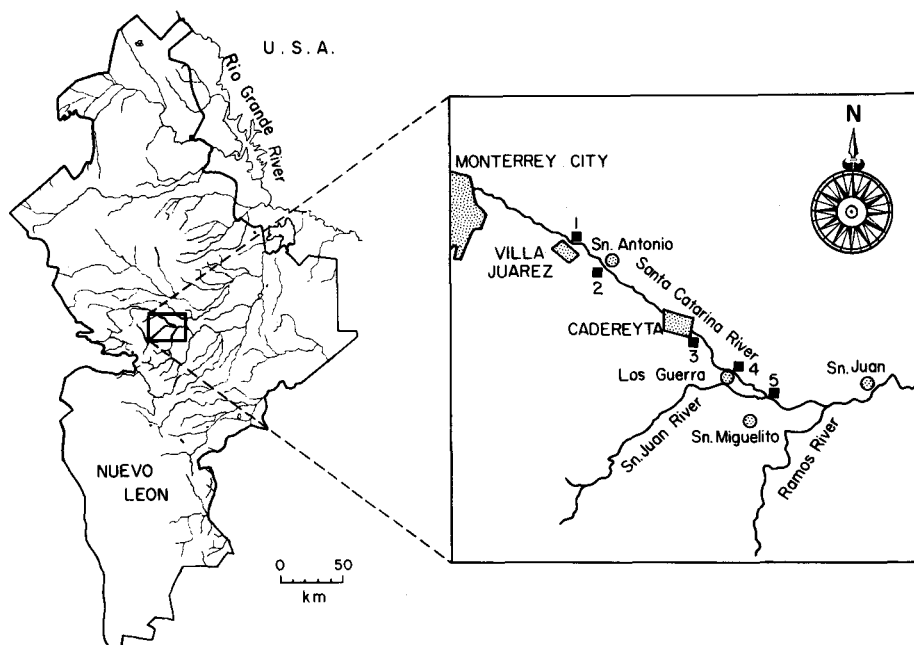 U. S. A.
Rio Grande River
NUEVO
LEON
0 50
km
N
MONTERREY CITY
1
Sn. Antonio
VILLA
JUAREZ
2
Santa Catarina River
CADEREYTA
3
4
Los Guerra
5
Sn. Juan
Sn. Juan River
Sn. Miguelito
Ramos River